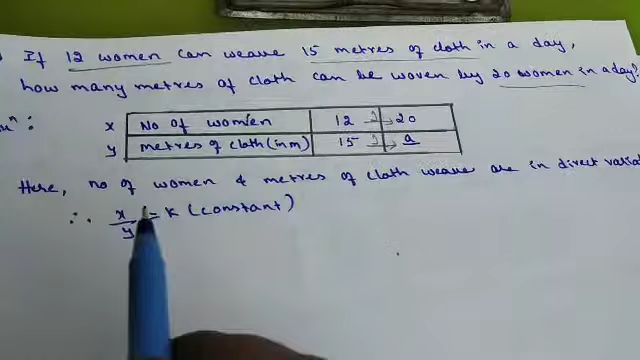 If 12 women can weave 15 metres of cloth in a day,
how many metres of cloth can be woven by 20 women in a day?
x No of women 12 20
y metres of cloth (in m) 15 a
Here, no of women & metres of cloth weave are in direct
∴ x/y = k (constant)